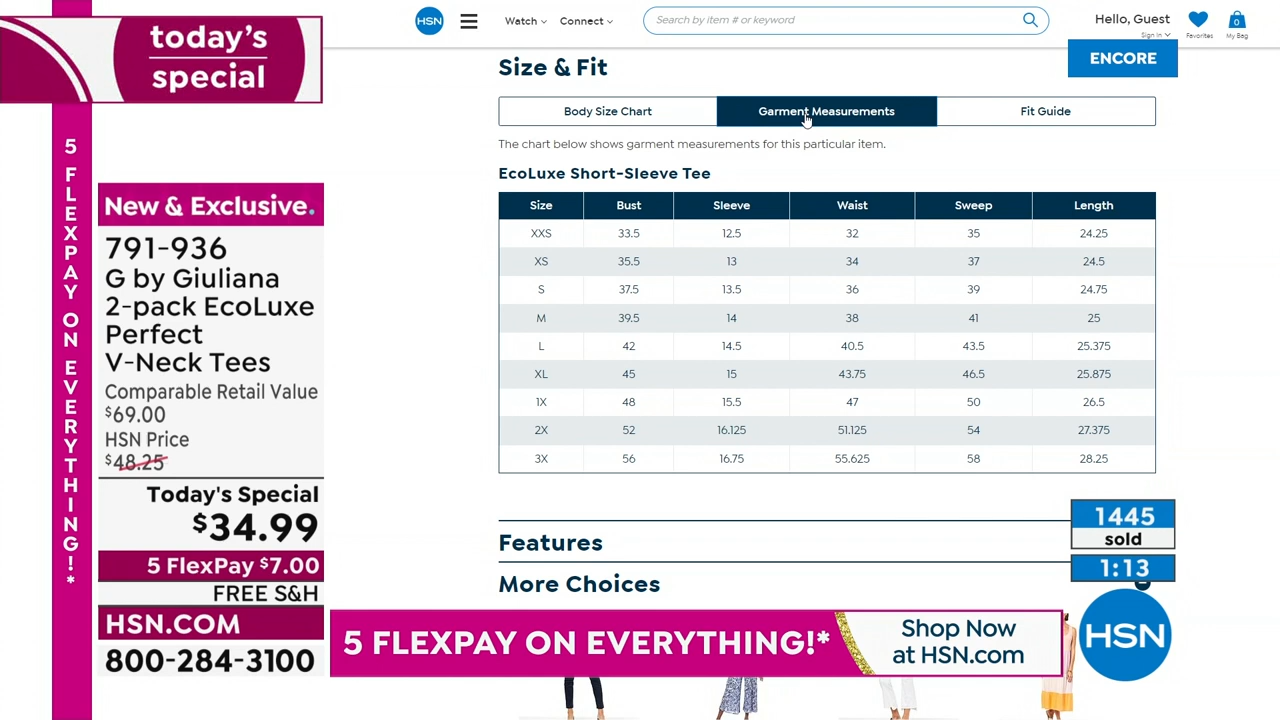 today's
special
5 FLEXPAY ON EVERYTHING!*
New & Exclusive.
791-936
G by Giuliana
2-pack EcoLuxe
Perfect
V-Neck Tees
Comparable Retail Value
$69.00
HSN Price
$48.25
Today's Special
$34.99
5 FlexPay $7.00
FREE S&H
HSN.COM
800-284-3100
HSN
Watch
Connect
Search by item # or keyword
Hello, Guest
Sign In
Favorites
0
My Bag
ENCORE
Size & Fit
Body Size Chart
Garment Measurements
Fit Guide
The chart below shows garment measurements for this particular item.
EcoLuxe Short-Sleeve Tee
Size Bust Sleeve Waist Sweep Length
XXS 33.5 12.5 32 35 24.25
XS 35.5 13 34 37 24.5
S 37.5 13.5 36 39 24.75
M 39.5 14 38 41 25
L 42 14.5 40.5 43.5 25.375
XL 45 15 43.75 46.5 25.875
1X 48 15.5 47 50 26.5
2X 52 16.125 51.125 54 27.375
3X 56 16.75 55.625 58 28.25
Features
More Choices
1445
sold
1:13
5 FLEXPAY ON EVERYTHING!*
Shop Now
at HSN.com
HSN